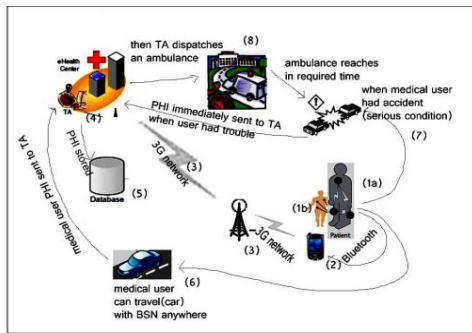 eHealth
Center
TA
(4)
then TA dispatches
an ambulance
(8)
ambulance reaches
in required time
when medical user
had accident
(serious condition)
(7)
PHI immediately sent to TA
when user had trouble
PHI stored
Database
(5)
3G network
(3)
(3)
3G network
(1a)
(1b)
Patient
(2)
Bluetooth
medical user PHI sent to TA
(6)
medical user
can travel(car)
with BSN anywhere